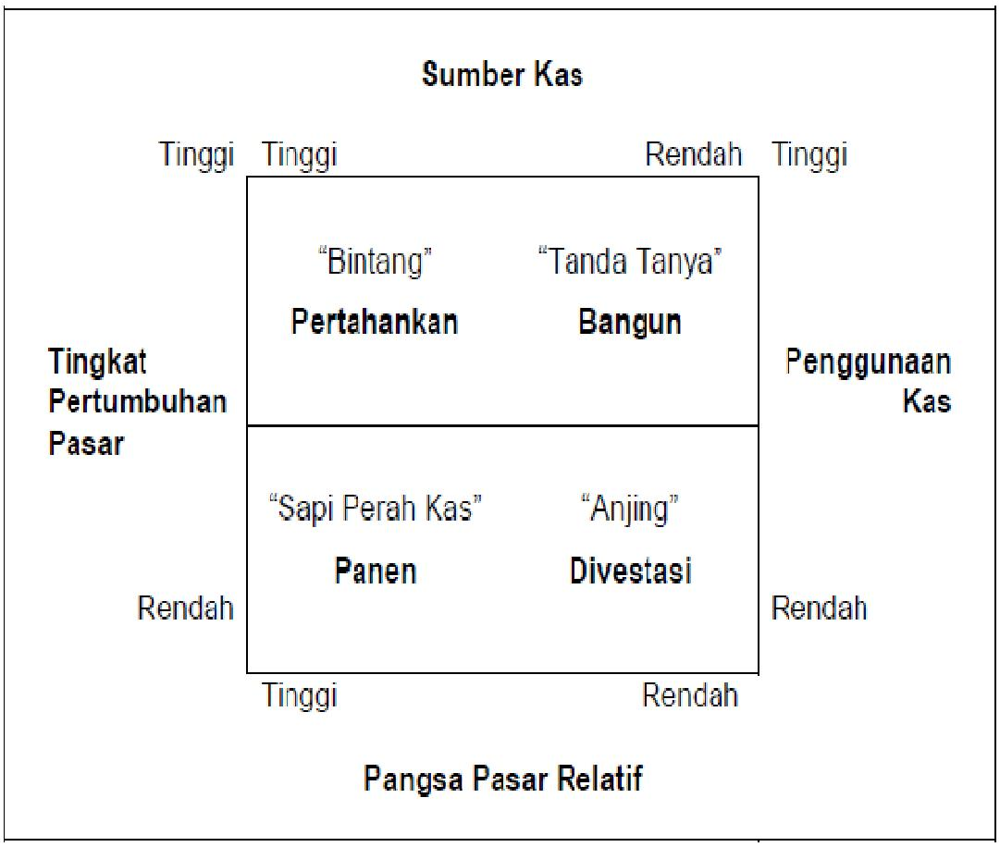 Sumber Kas
Tinggi Tinggi Rendah Tinggi
“Bintang” “Tanda Tanya”
Pertahankan Bangun
Tingkat
Pertumbuhan
Pasar
Penggunaan
Kas
“Sapi Perah Kas” “Anjing”
Panen Divestasi
Rendah Rendah
Tinggi Rendah
Pangsa Pasar Relatif